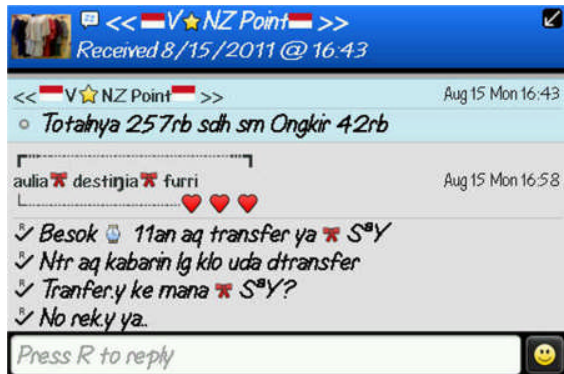 << V☆NZ Point >>
Received 8/15/2011 @ 16:43
<< V☆NZ Point >> Aug 15 Mon 16:43
Totalnya 257rb sdh sm Ongkir 42rb
aulia destiηia furri Aug 15 Mon 16:58
Besok 11an aq transfer ya SªY
Ntr aq kabarin lg klo uda dtransfer
Tranfer.y ke mana SªY?
No rek.y ya..
Press R to reply